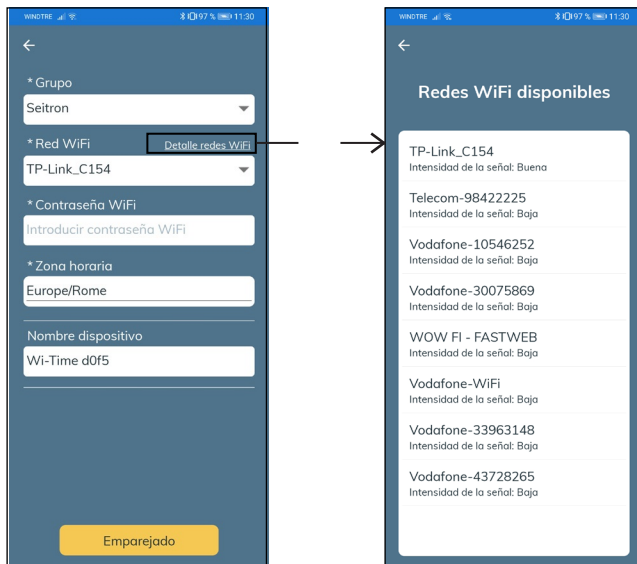 WINDTRE
97 %
11:30
* Grupo
Seitron
* Red WiFi
Detalle redes WiFi
TP-Link_C154
* Contraseña WiFi
Introducir contraseña WiFi
* Zona horaria
Europe/Rome
Nombre dispositivo
Wi-Time d0f5
Emparejado
WINDTRE
97 %
11:30
Redes WiFi disponibles
TP-Link_C154
Intensidad de la señal: Buena
Telecom-98422225
Intensidad de la señal: Baja
Vodafone-10546252
Intensidad de la señal: Baja
Vodafone-30075869
Intensidad de la señal: Baja
WOW FI - FASTWEB
Intensidad de la señal: Baja
Vodafone-WiFi
Intensidad de la señal: Baja
Vodafone-33963148
Intensidad de la señal: Baja
Vodafone-43728265
Intensidad de la señal: Baja